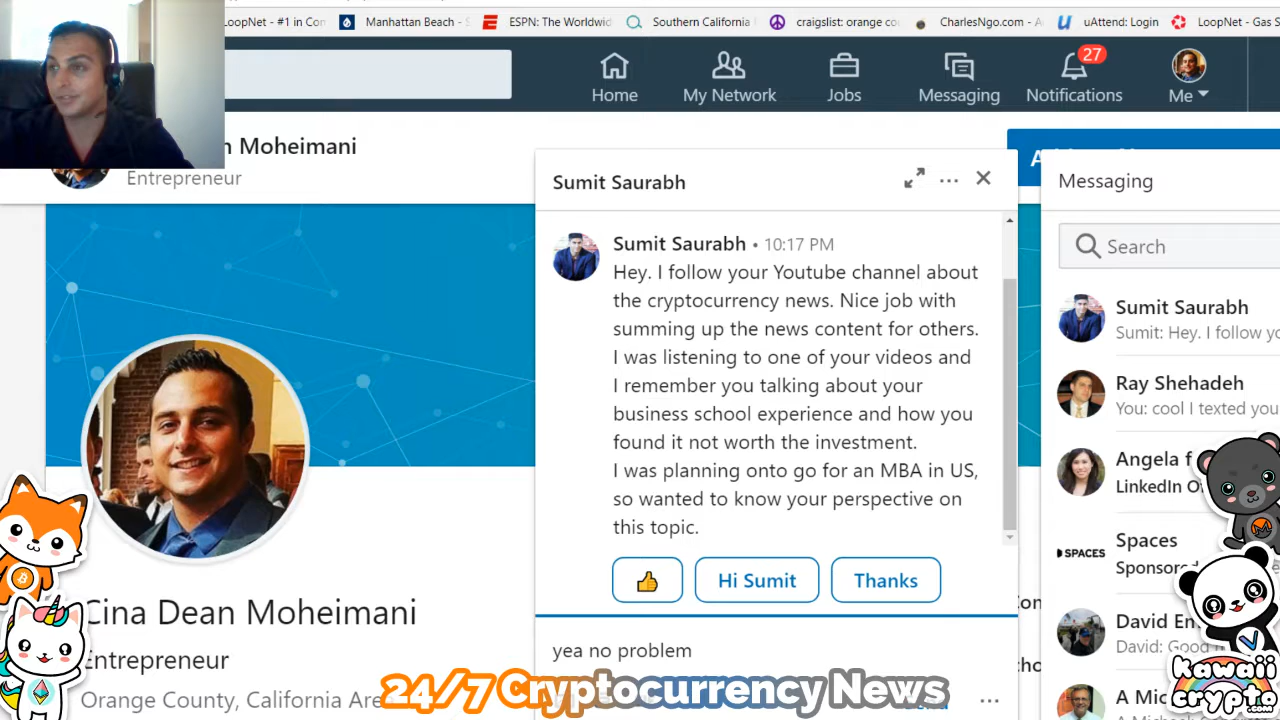 LoopNet - #1 in Con
Manhattan Beach - S
ESPN: The Worldwid
Southern California
craigslist: orange co
CharlesNgo.com - A
uAttend: Login
LoopNet - Gas S
Home
My Network
Jobs
Messaging
27
Notifications
Me
n Moheimani
Entrepreneur
Sumit Saurabh
...
Sumit Saurabh • 10:17 PM
Hey. I follow your Youtube channel about
the cryptocurrency news. Nice job with
summing up the news content for others.
I was listening to one of your videos and
I remember you talking about your
business school experience and how you
found it not worth the investment.
I was planning onto go for an MBA in US,
so wanted to know your perspective on
this topic.
Hi Sumit
Thanks
yea no problem
...
Messaging
Search
Sumit Saurabh
Sumit: Hey. I follow yo
Ray Shehadeh
You: cool I texted you
Angela f
LinkedIn O
SPACES
Spaces
Sponsored
David Em
David: Good
A Mic
Cina Dean Moheimani
Entrepreneur
Orange County, California Are
24/7 Cryptocurrency News
kawaii
crypto
.com